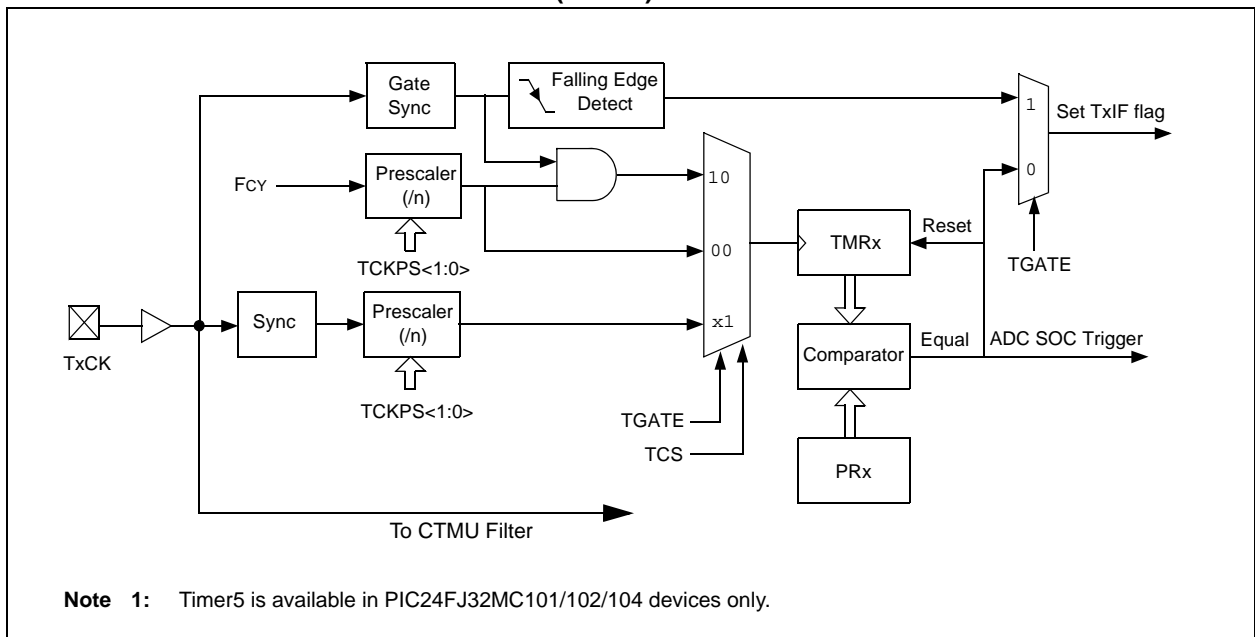 Gate
Sync
Falling Edge
Detect
1
Set TxIF flag
0
FCY
Prescaler
(/n)
10
TCKPS<1:0>
00
TMRx
Reset
TGATE
TxCK
Sync
Prescaler
(/n)
x1
Comparator
Equal
ADC SOC Trigger
TCKPS<1:0>
TGATE
TCS
PRx
To CTMU Filter
Note 1: Timer5 is available in PIC24FJ32MC101/102/104 devices only.